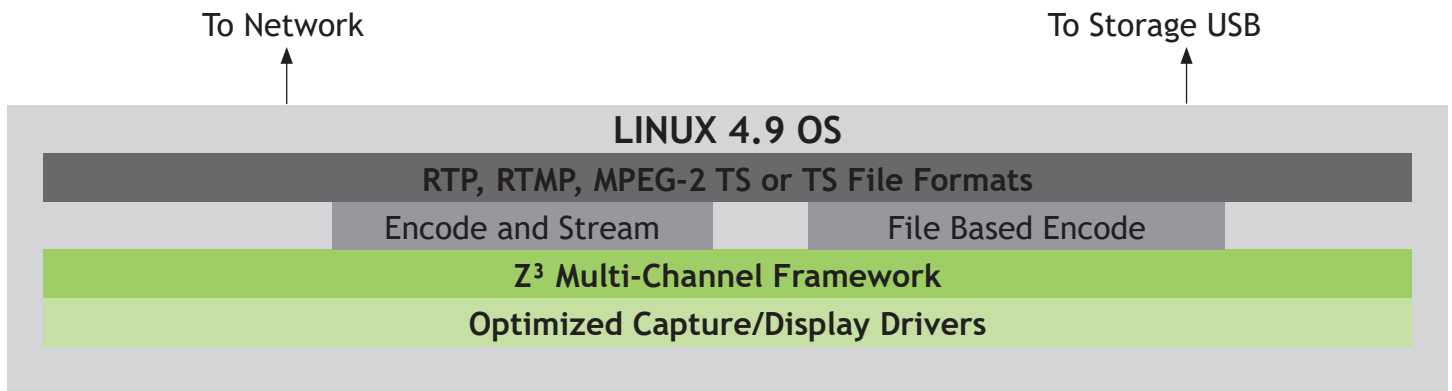 To Network
To Storage USB
LINUX 4.9 OS
RTP, RTMP, MPEG-2 TS or TS File Formats
Encode and Stream
File Based Encode
Z³ Multi-Channel Framework
Optimized Capture/Display Drivers